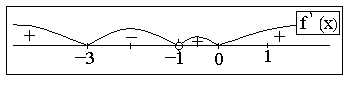 f'(x)
+ − + +
−3 −1 0 1